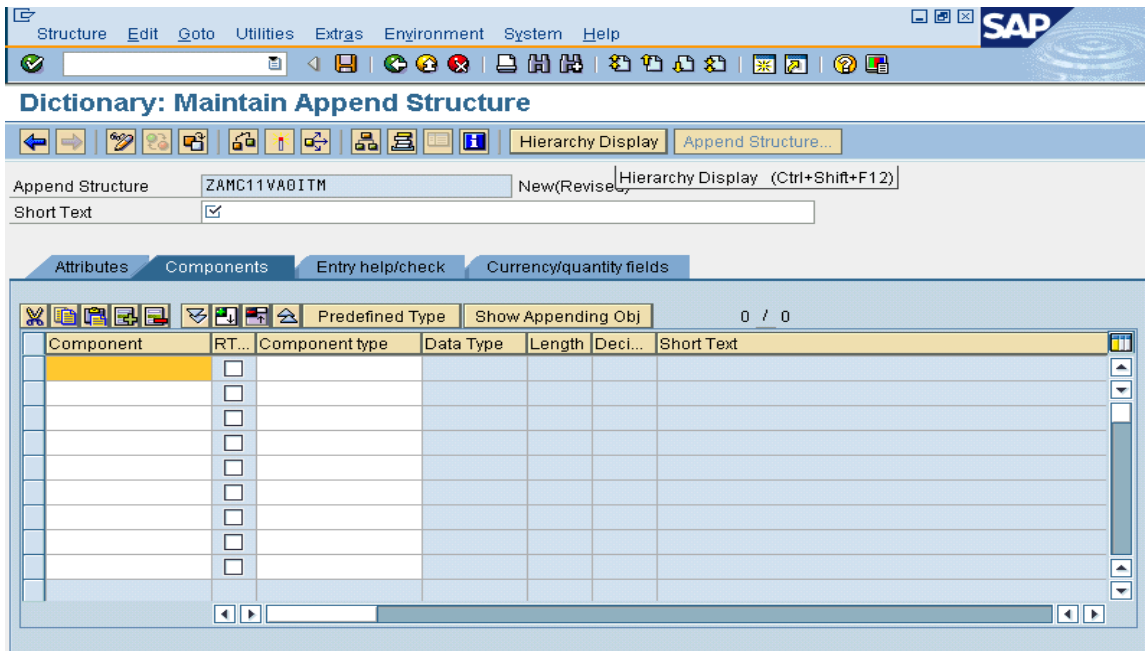 Structure Edit Goto Utilities Extras Environment System Help
SAP
Dictionary: Maintain Append Structure
Hierarchy Display Append Structure...
Append Structure ZAMC11VA0ITM New(Revised)
Hierarchy Display (Ctrl+Shift+F12)
Short Text
Attributes Components Entry help/check Currency/quantity fields
Predefined Type Show Appending Obj 0 / 0
Component RT... Component type Data Type Length Deci... Short Text